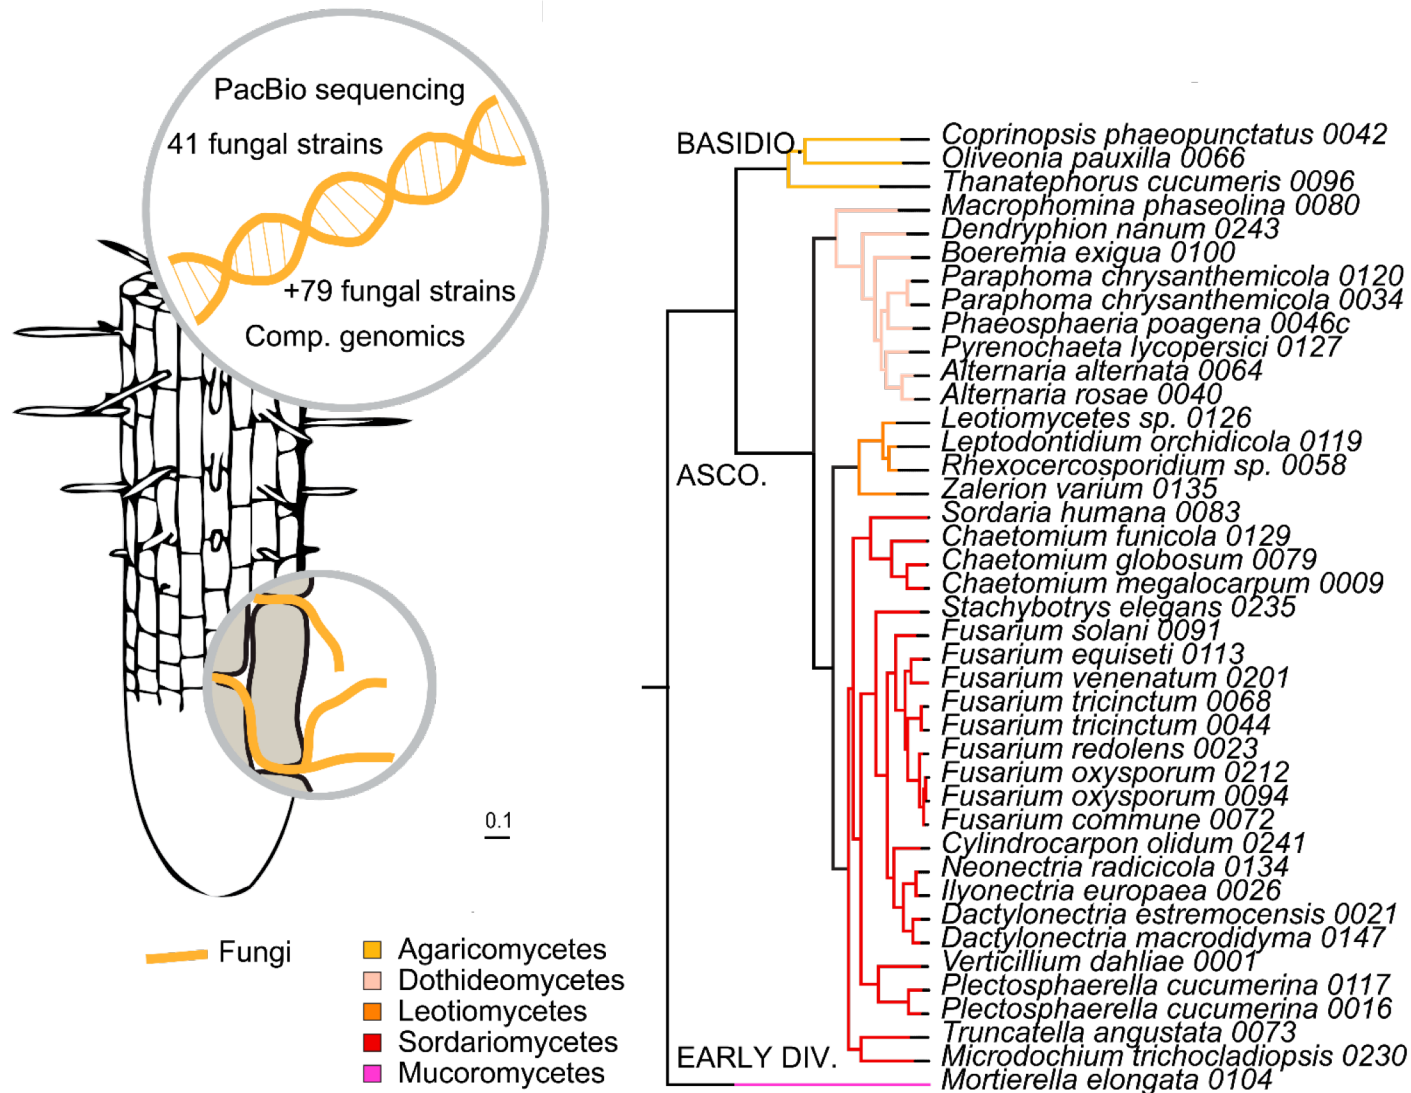 PacBio sequencing
41 fungal strains
+79 fungal strains
Comp. genomics
0.1
Fungi
Agaricomycetes
Dothideomycetes
Leotiomycetes
Sordariomycetes
Mucoromycetes
BASIDIO.
ASCO.
EARLY DIV.
Coprinopsis phaeopunctatus 0042
Oliveonia pauxilla 0066
Thanatephorus cucumeris 0096
Macrophomina phaseolina 0080
Dendryphion nanum 0243
Boeremia exigua 0100
Paraphoma chrysanthemicola 0120
Paraphoma chrysanthemicola 0034
Phaeosphaeria poagena 0046c
Pyrenochaeta lycopersici 0127
Alternaria alternata 0064
Alternaria rosae 0040
Leotiomycetes sp. 0126
Leptodontidium orchidicola 0119
Rhexocercosporidium sp. 0058
Zalerion varium 0135
Sordaria humana 0083
Chaetomium funicola 0129
Chaetomium globosum 0079
Chaetomium megalocarpum 0009
Stachybotrys elegans 0235
Fusarium solani 0091
Fusarium equiseti 0113
Fusarium venenatum 0201
Fusarium tricinctum 0068
Fusarium tricinctum 0044
Fusarium redolens 0023
Fusarium oxysporum 0212
Fusarium oxysporum 0094
Fusarium commune 0072
Cylindrocarpon olidum 0241
Neonectria radicicola 0134
Ilyonectria europaea 0026
Dactylonectria estremocensis 0021
Dactylonectria macrodidyma 0147
Verticillium dahliae 0001
Plectosphaerella cucumerina 0117
Plectosphaerella cucumerina 0016
Truncatella angustata 0073
Microdochium trichocladiopsis 0230
Mortierella elongata 0104